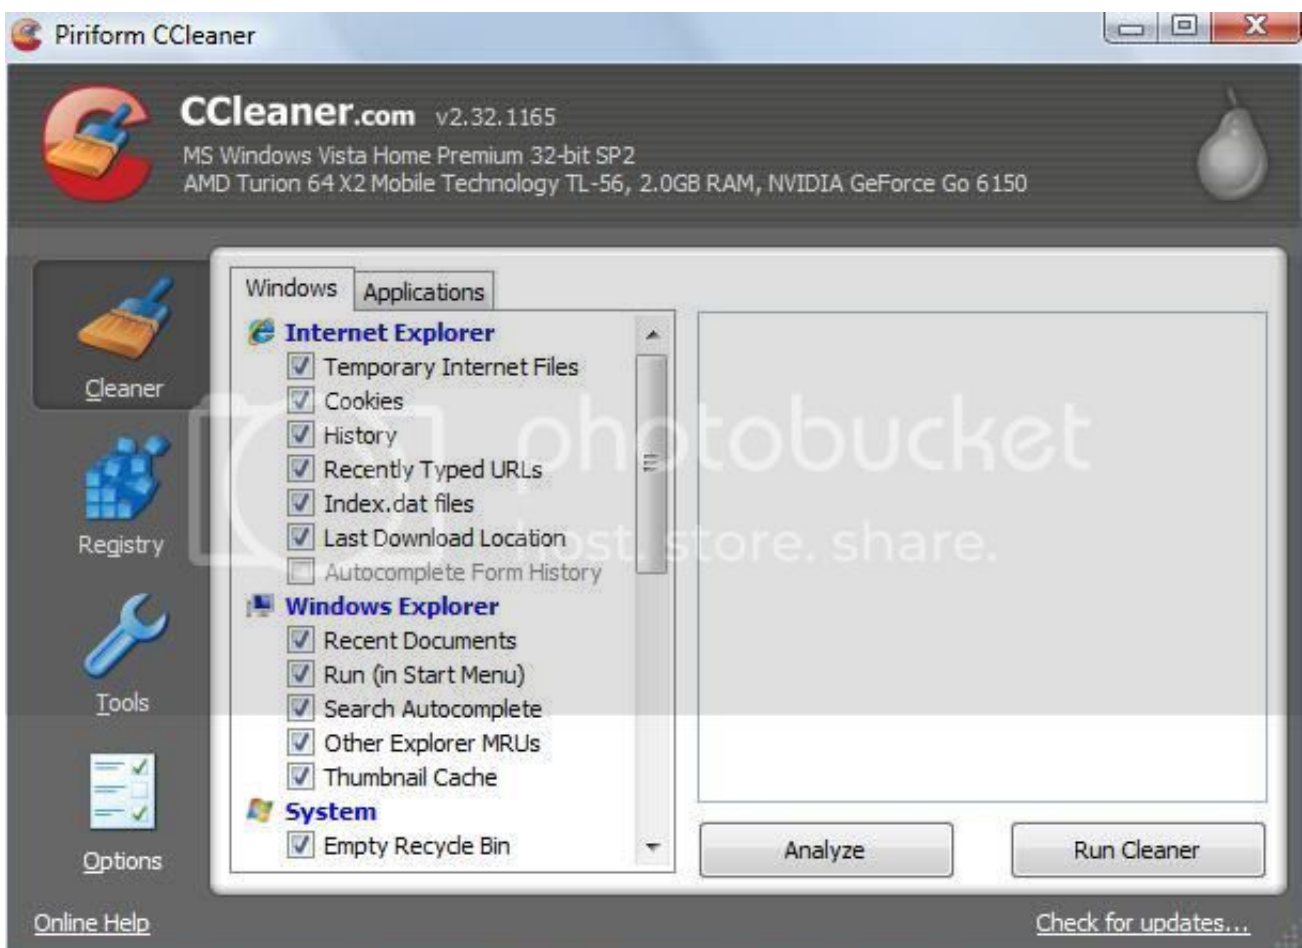 Piriform CCleaner
CCleaner.com v2.32.1165
MS Windows Vista Home Premium 32-bit SP2
AMD Turion 64 X2 Mobile Technology TL-56, 2.0GB RAM, NVIDIA GeForce Go 6150
Cleaner
Registry
Tools
Options
Windows Applications
Internet Explorer
Temporary Internet Files
Cookies
History
Recently Typed URLs
Index.dat files
Last Download Location
Autocomplete Form History
Windows Explorer
Recent Documents
Run (in Start Menu)
Search Autocomplete
Other Explorer MRUs
Thumbnail Cache
System
Empty Recycle Bin
Analyze Run Cleaner
Online Help Check for updates...
photobucket
host. store. share.